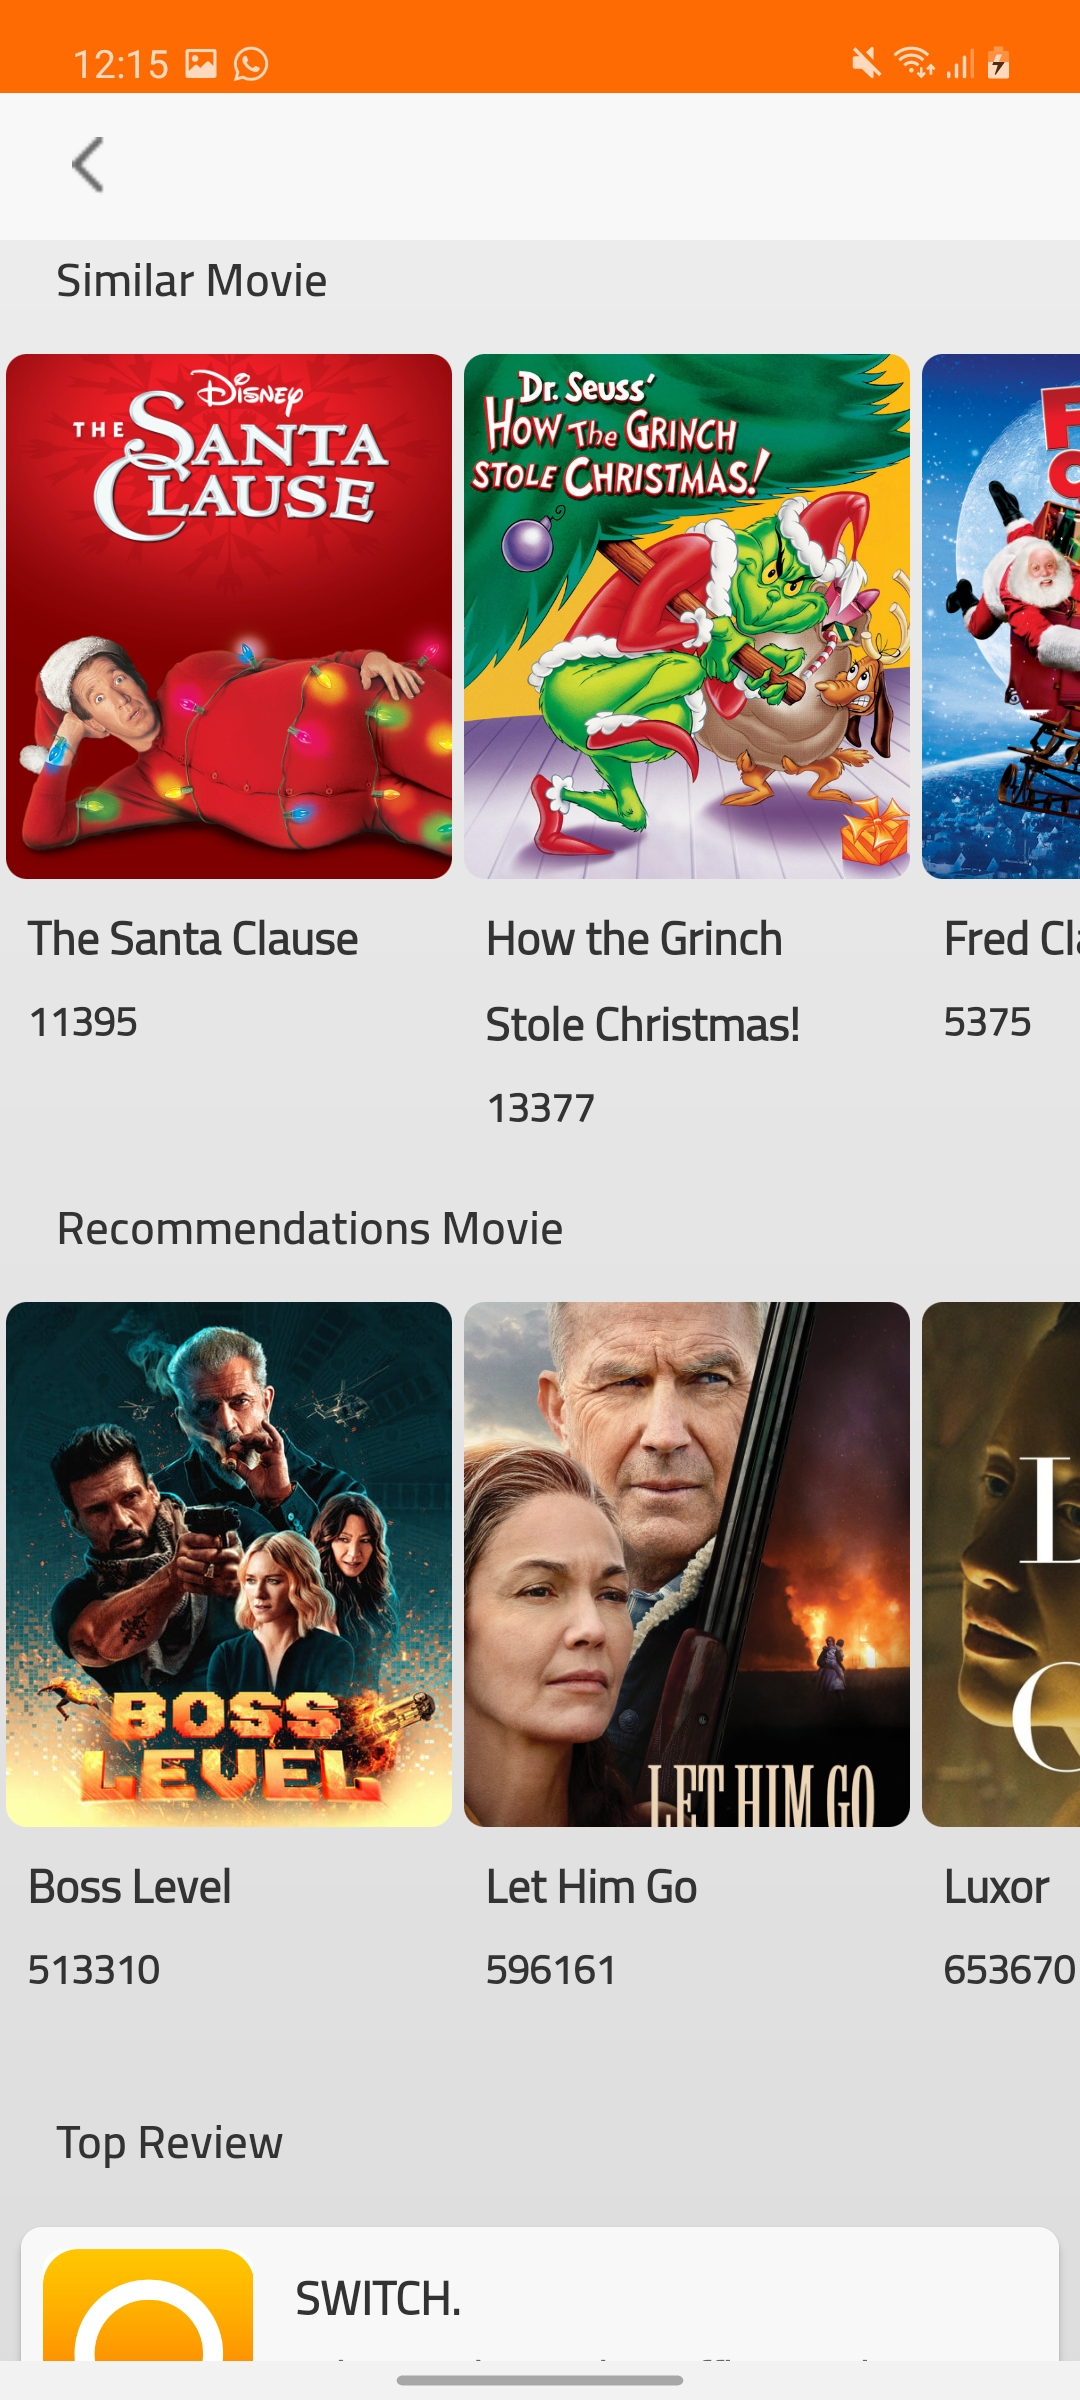 12:15
Similar Movie
Disney
THE SANTA
CLAUSE
Dr. Seuss'
HOW The GRINCH
STOLE CHRISTMAS!
The Santa Clause
11395
How the Grinch
Stole Christmas!
13377
Fred Cl
5375
Recommendations Movie
BOSS
LEVEL
LET HIM GO
Boss Level
513310
Let Him Go
596161
Luxor
653670
Top Review
SWITCH.